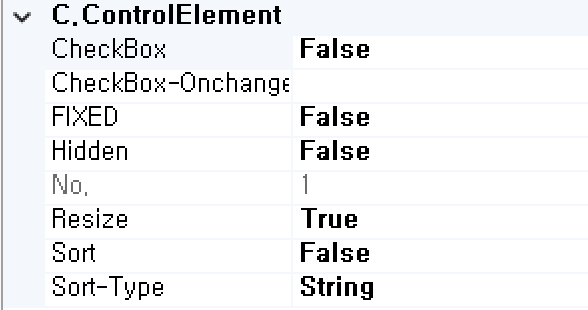 C.ControlElement
CheckBox False
CheckBox-Onchange
FIXED False
Hidden False
No. 1
Resize True
Sort False
Sort-Type String